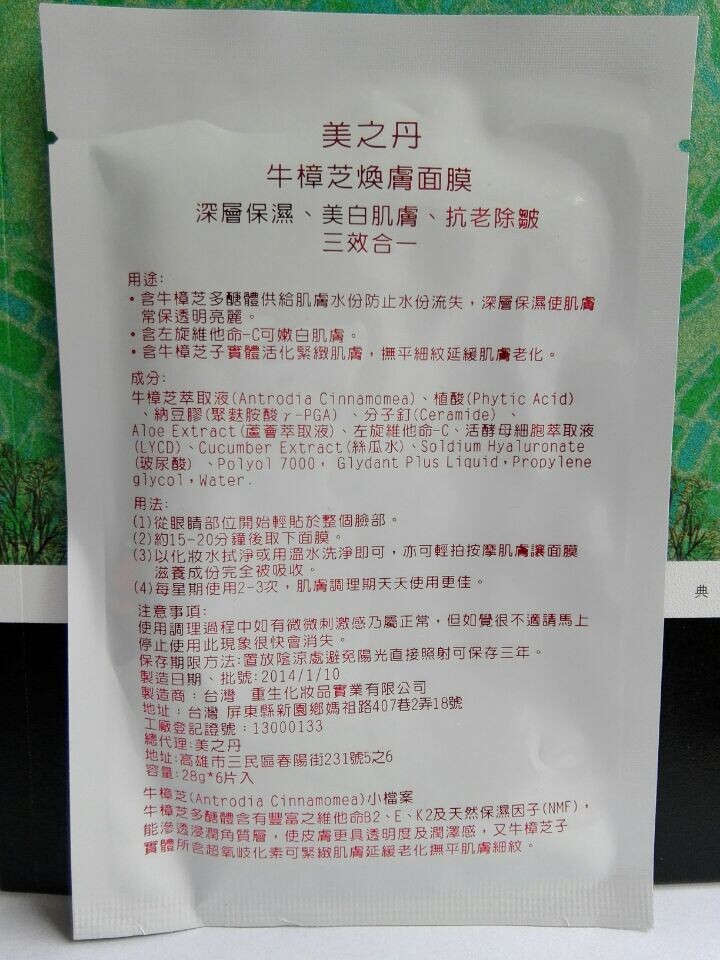 美之丹
牛樟芝煥膚面膜
深層保濕、美白肌膚、抗老除皺
三效合一
用途:
•含牛樟芝多醣體供給肌膚水份防止水份流失，深層保濕使肌膚
常保透明亮麗。
•含左旋維他命-C可嫩白肌膚。
•含牛樟芝子實體活化緊緻肌膚，撫平細紋延緩肌膚老化。
成分:
牛樟芝萃取液(Antrodia Cinnamomea)、植酸(Phytic Acid)
、納豆膠(聚麩胺酸γ-PGA) 、分子釘(Ceramide) 、
Aloe Extract(蘆薈萃取液)、左旋維他命-C、活酵母細胞萃取液
(LYCD)、Cucumber Extract(絲瓜水)、Soldium Hyaluronate
(玻尿酸) 、Polyol 7000， Glydant Plus Liquid，Propylene
glycol，Water.
用法:
(1)從眼睛部位開始輕貼於整個臉部。
(2)約15-20分鐘後取下面膜。
(3)以化妝水拭淨或用溫水洗淨即可，亦可輕拍按摩肌膚讓面膜
滋養成份完全被吸收。
(4)每星期使用2-3次，肌膚調理期天天使用更佳。
注意事項:
使用調理過程中如有微微刺激感乃屬正常，但如覺很不適請馬上
停止使用此現象很快會消失。
保存期限方法:置放陰涼處避免陽光直接照射可保存三年。
製造日期、批號:2014/1/10
製造商：台灣 重生化妝品實業有限公司
地址：台灣 屏東縣新園鄉媽祖路407巷2弄18號
工廠登記證號：13000133
總代理:美之丹
地址:高雄市三民區春陽街231號5之6
容量:28g*6片入
牛樟芝(Antrodia Cinnamomea)小檔案
牛樟芝多醣體含有豐富之維他命B2、E、K2及天然保濕因子(NMF)，
能滲透浸潤角質層，使皮膚更具透明度及潤澤感，又牛樟芝子
實體所含超氧岐化素可緊緻肌膚延緩老化撫平肌膚細紋。
典